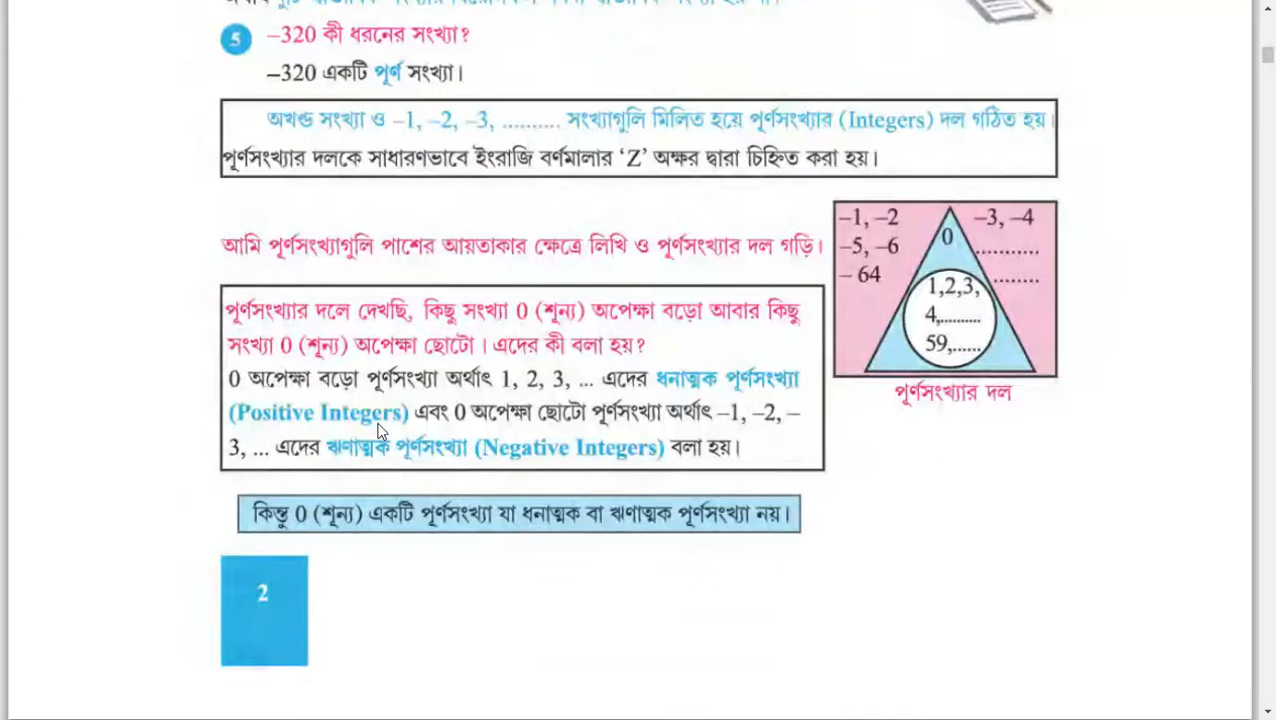 5
–320 কী ধরনের সংখ্যা?
–320 একটি পূর্ণ সংখ্যা।
অখণ্ড সংখ্যা ও –1, –2, –3, .......... সংখ্যাগুলি মিলিত হয়ে পূর্ণসংখ্যার (Integers) দল গঠিত হয়।
পূর্ণসংখ্যার দলকে সাধারণভাবে ইংরাজি বর্ণমালার ‘Z’ অক্ষর দ্বারা চিহ্নিত করা হয়।
আমি পূর্ণসংখ্যাগুলি পাশের আয়তাকার ক্ষেত্রে লিখি ও পূর্ণসংখ্যার দল গড়ি।
–1, –2
–3, –4
0
–5, –6
...........
– 64
........
1,2,3,
4,.........
59,......
পূর্ণসংখ্যার দল
পূর্ণসংখ্যার দলে দেখছি, কিছু সংখ্যা 0 (শূন্য) অপেক্ষা বড়ো আবার কিছু
সংখ্যা 0 (শূন্য) অপেক্ষা ছোটো। এদের কী বলা হয়?
0 অপেক্ষা বড়ো পূর্ণসংখ্যা অর্থাৎ 1, 2, 3, ... এদের ধনাত্মক পূর্ণসংখ্যা
(Positive Integers) এবং 0 অপেক্ষা ছোটো পূর্ণসংখ্যা অর্থাৎ –1, –2, –
3, ... এদের ঋণাত্মক পূর্ণসংখ্যা (Negative Integers) বলা হয়।
কিন্তু 0 (শূন্য) একটি পূর্ণসংখ্যা যা ধনাত্মক বা ঋণাত্মক পূর্ণসংখ্যা নয়।
2